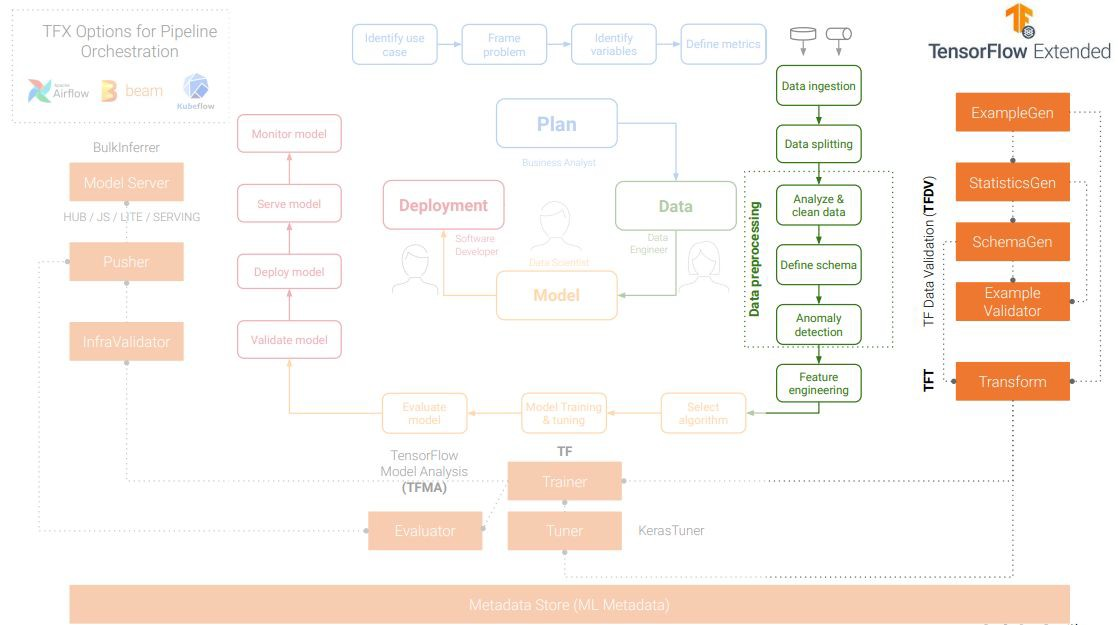 TFX Options for Pipeline
Orchestration
Apache
Airflow
beam
Kubeflow
Identify use
case
Frame
problem
Identify
variables
Define metrics
TensorFlow Extended
Plan
Business Analyst
Deployment
Software
Developer
Data
Data
Engineer
Data Scientist
Model
Data ingestion
Data splitting
Data preprocessing
Analyze &
clean data
Define schema
Anomaly
detection
Feature
engineering
Select
algorithm
Model Training
& tuning
Evaluate
model
Validate model
Deploy model
Serve model
Monitor model
BulkInferrer
Model Server
HUB / JS / LITE / SERVING
Pusher
InfraValidator
ExampleGen
TF Data Validation (TFDV)
StatisticsGen
SchemaGen
Example
Validator
TFT
Transform
TensorFlow
Model Analysis
(TFMA)
TF
Trainer
Evaluator
Tuner
KerasTuner
Metadata Store (ML Metadata)